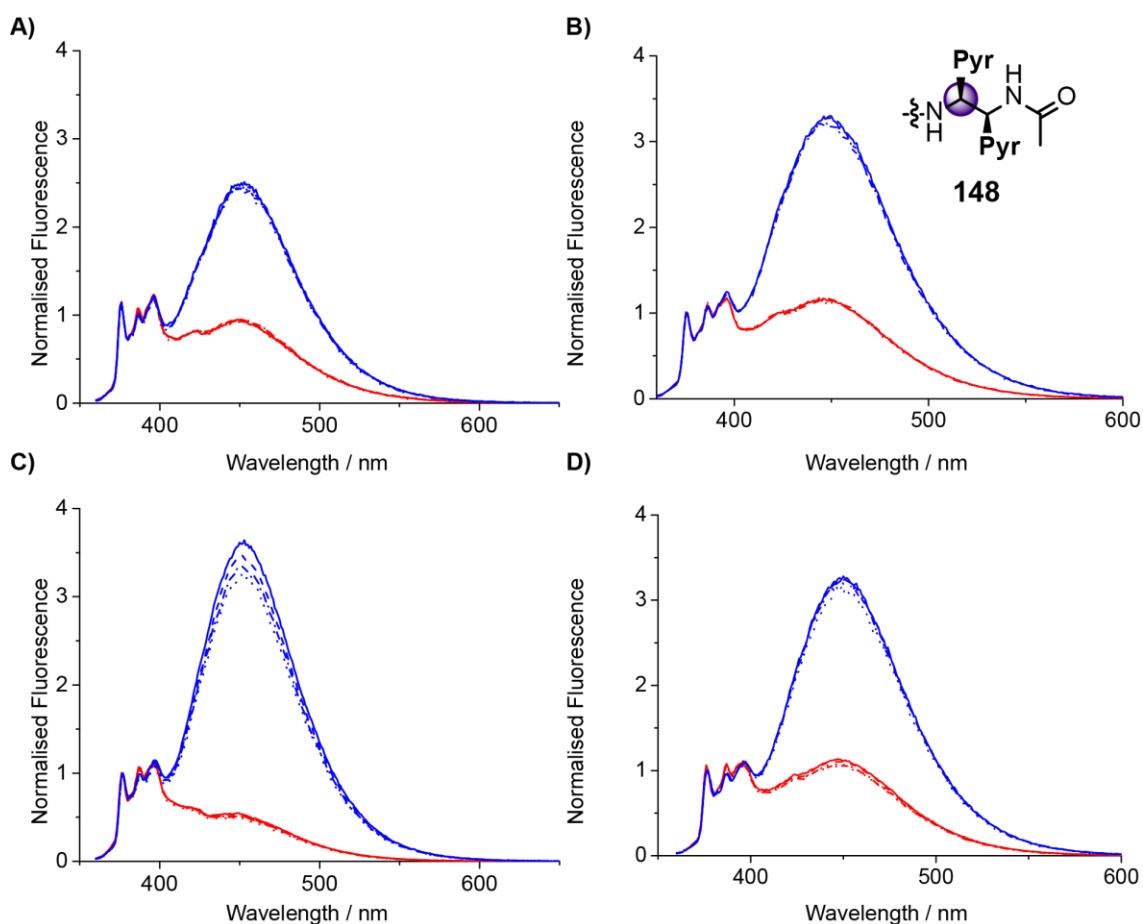 A)
4
3
2
1
0
Normalised Fluorescence
400
500
600
Wavelength / nm
B)
4
3
2
1
0
Normalised Fluorescence
400
500
600
Wavelength / nm
Pyr
H
N
O
N
H
Pyr
148
C)
4
3
2
1
0
Normalised Fluorescence
400
500
600
Wavelength / nm
D)
4
3
2
1
0
Normalised Fluorescence
400
500
600
Wavelength / nm